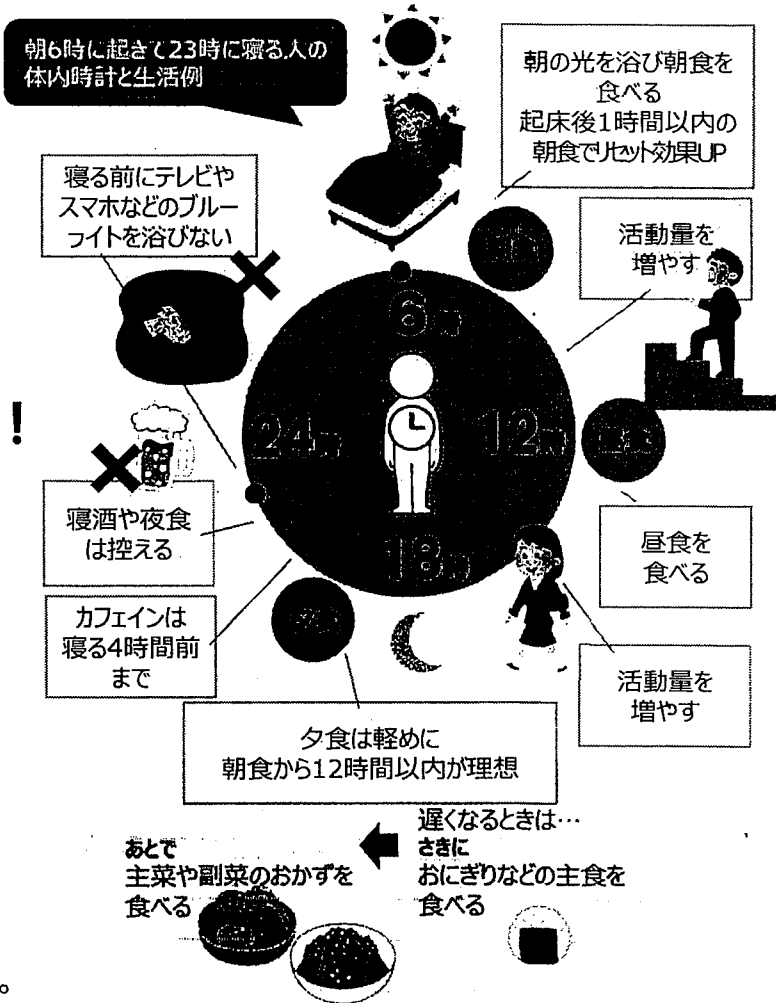 朝6時に起きて23時に寝る人の
体内時計と生活例
朝の光を浴び朝食を
食べる
起床後1時間以内の
朝食でリセット効果UP
寝る前にテレビや
スマホなどのブルー
ライトを浴びない
活動量を
増やす
6時
24時
12時
18時
!
寝酒や夜食
は控える
昼食を
食べる
カフェインは
寝る4時間前
まで
活動量を
増やす
夕食は軽めに
朝食から12時間以内が理想
遅くなるときは…
さきに
おにぎりなどの主食を
食べる
あとで
主菜や副菜のおかずを
食べる
。